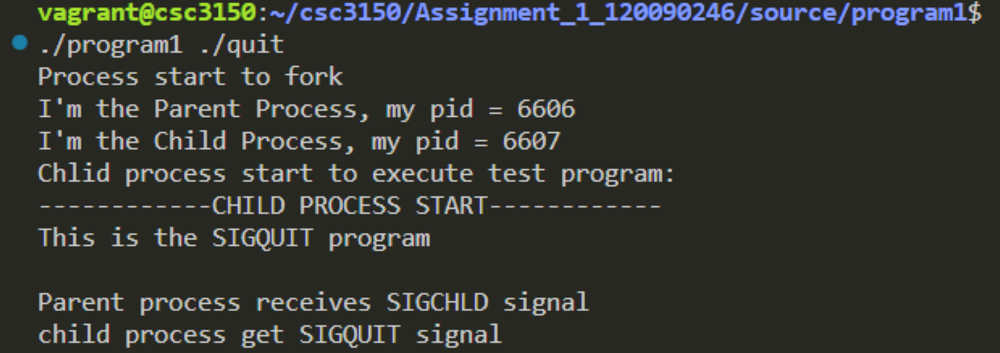 vagrant@csc3150:~/csc3150/Assignment_1_120090246/source/program1$
./program1 ./quit
Process start to fork
I'm the Parent Process, my pid = 6606
I'm the Child Process, my pid = 6607
Chlid process start to execute test program:
------------CHILD PROCESS START------------
This is the SIGQUIT program
Parent process receives SIGCHLD signal
child process get SIGQUIT signal